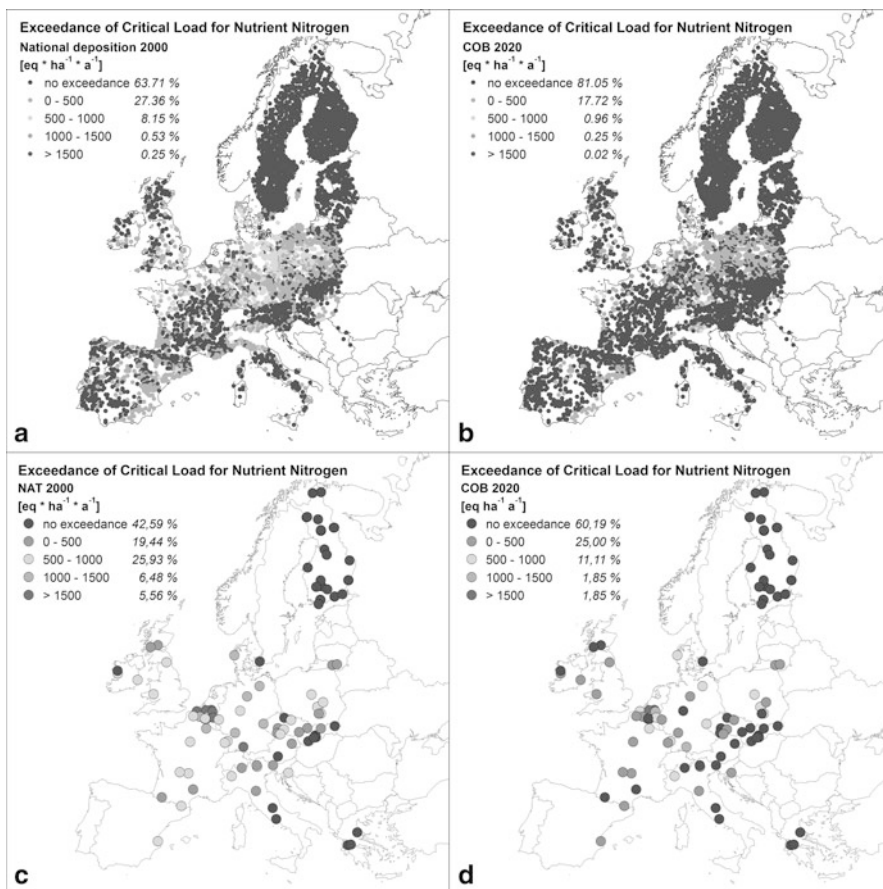 Exceedance of Critical Load for Nutrient Nitrogen
National deposition 2000
[eq * ha⁻¹ * a⁻¹]
no exceedance 63.71 %
0 - 500 27.36 %
500 - 1000 8.15 %
1000 - 1500 0.53 %
> 1500 0.25 %
a
Exceedance of Critical Load for Nutrient Nitrogen
COB 2020
[eq * ha⁻¹ * a⁻¹]
no exceedance 81.05 %
0 - 500 17.72 %
500 - 1000 0.96 %
1000 - 1500 0.25 %
> 1500 0.02 %
b
Exceedance of Critical Load for Nutrient Nitrogen
NAT 2000
[eq * ha⁻¹ * a⁻¹]
no exceedance 42,59 %
0 - 500 19,44 %
500 - 1000 25,93 %
1000 - 1500 6,48 %
> 1500 5,56 %
c
Exceedance of Critical Load for Nutrient Nitrogen
COB 2020
[eq ha⁻¹ * a⁻¹]
no exceedance 60,19 %
0 - 500 25,00 %
500 - 1000 11,11 %
1000 - 1500 1,85 %
> 1500 1,85 %
d